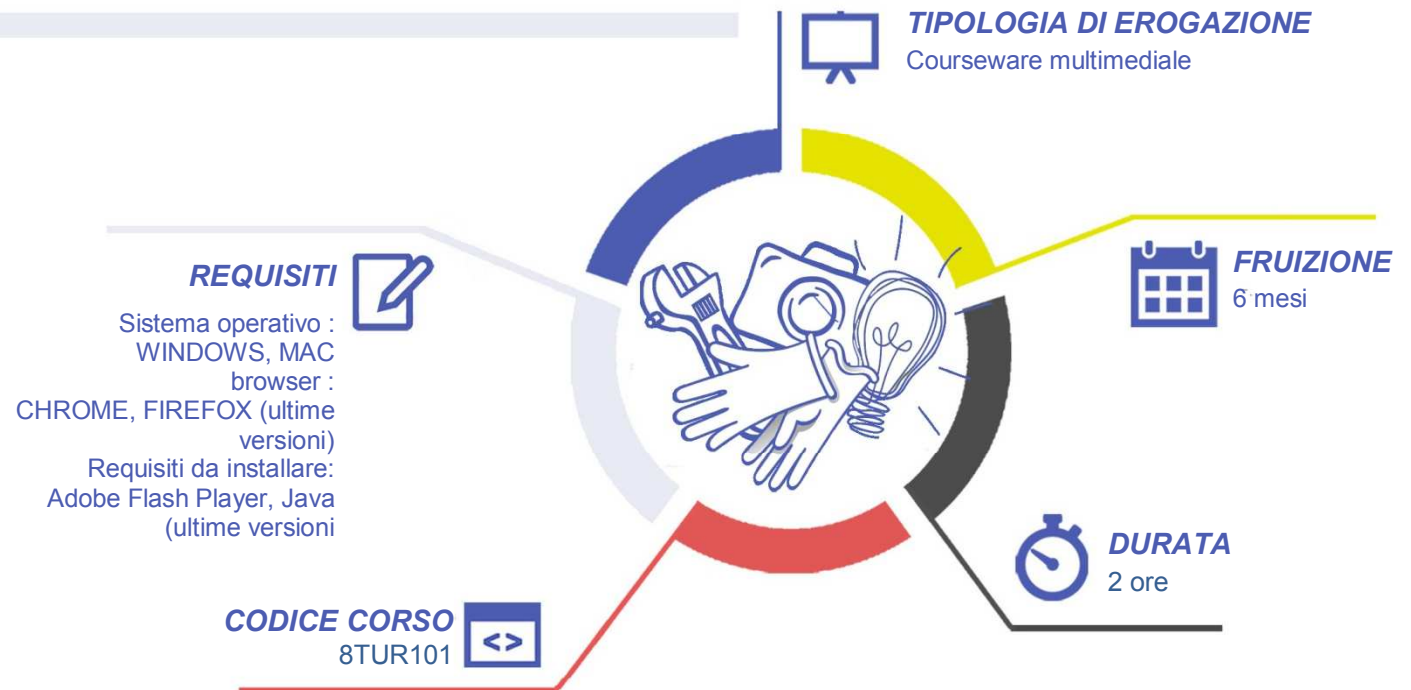 TIPOLOGIA DI EROGAZIONE
Courseware multimediale
FRUIZIONE
6 mesi
REQUISITI
Sistema operativo :
WINDOWS, MAC
browser :
CHROME, FIREFOX (ultime
versioni)
Requisiti da installare:
Adobe Flash Player, Java
(ultime versioni
DURATA
2 ore
CODICE CORSO
8TUR101
<>